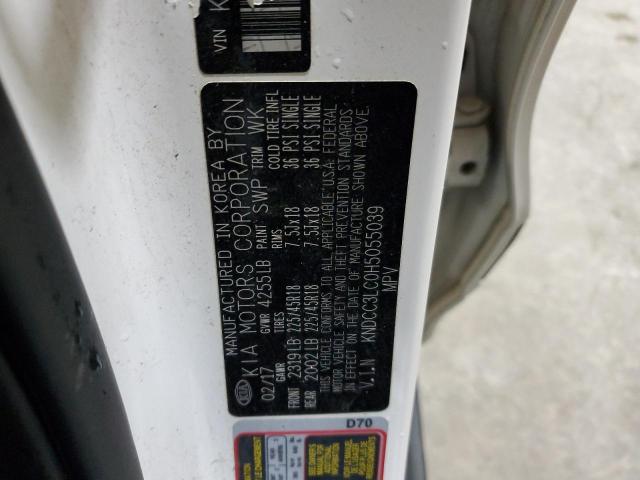 VIN K
MANUFACTURED IN KOREA BY
KIA MOTORS CORPORATION
KIA
02/17 GVWR 4255LB PAINT: SWP TRIM WK
GAWR TIRES RIMS COLD TIRE INFL
FRONT 2319LB 225/45R18 7.5JX18 36 PSI SINGLE
REAR 2002LB 225/45R18 7.5JX18 36 PSI SINGLE
THIS VEHICLE CONFORMS TO ALL APPLICABLE U.S.A. FEDERAL
MOTOR VEHICLE SAFETY AND THEFT PREVENTION STANDARDS
IN EFFECT ON THE DATE OF MANUFACTURE SHOWN ABOVE.
V.I.N KNDCC3LC0H5055039
MPV
D70